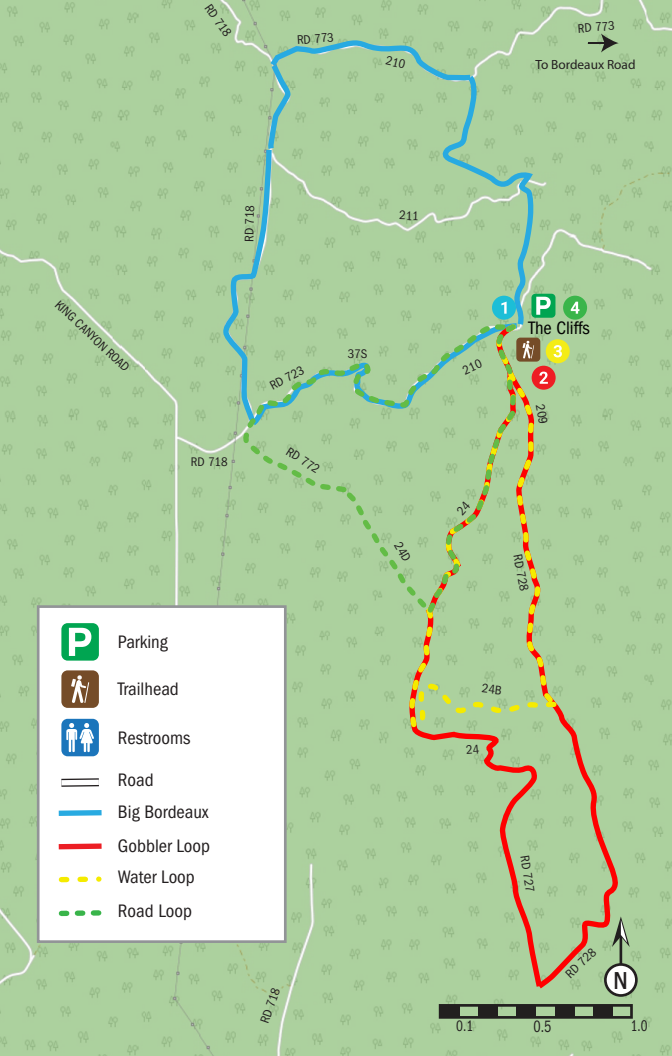 RD 718
RD 773
210
RD 773
To Bordeaux Road
RD 718
211
KING CANYON ROAD
1
P
4
The Cliffs
3
2
37S
RD 723
210
209
RD 718
RD 772
24
24D
RD 728
24B
24
RD 727
RD 728
RD 718
P
Parking
Trailhead
Restrooms
Road
Big Bordeaux
Gobbler Loop
Water Loop
Road Loop
N
0.1
0.5
1.0